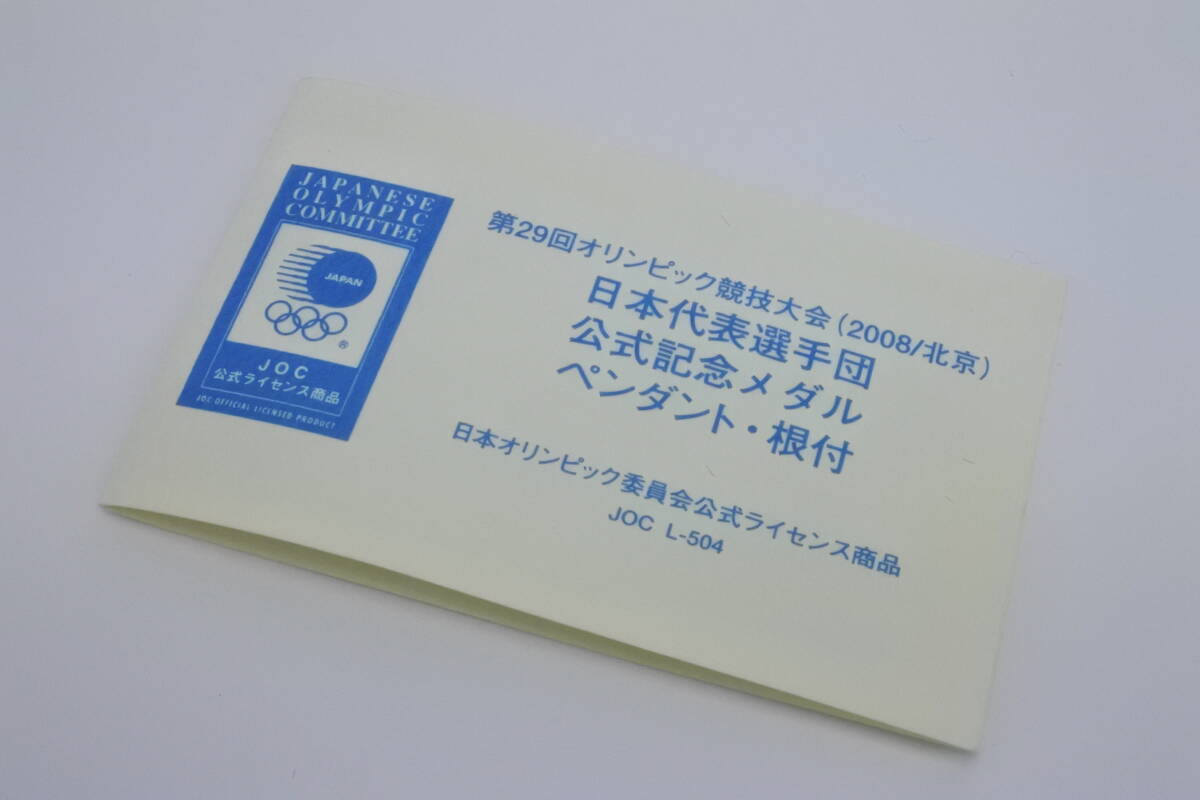 JAPANESE
OLYMPIC
COMMITTEE
JAPAN
®
JOC
公式ライセンス商品
JOC OFFICIAL LICENSED PRODUCT
第29回オリンピック競技大会(2008/北京)
日本代表選手団
公式記念メダル
ペンダント・根付
日本オリンピック委員会公式ライセンス商品
JOC L-504